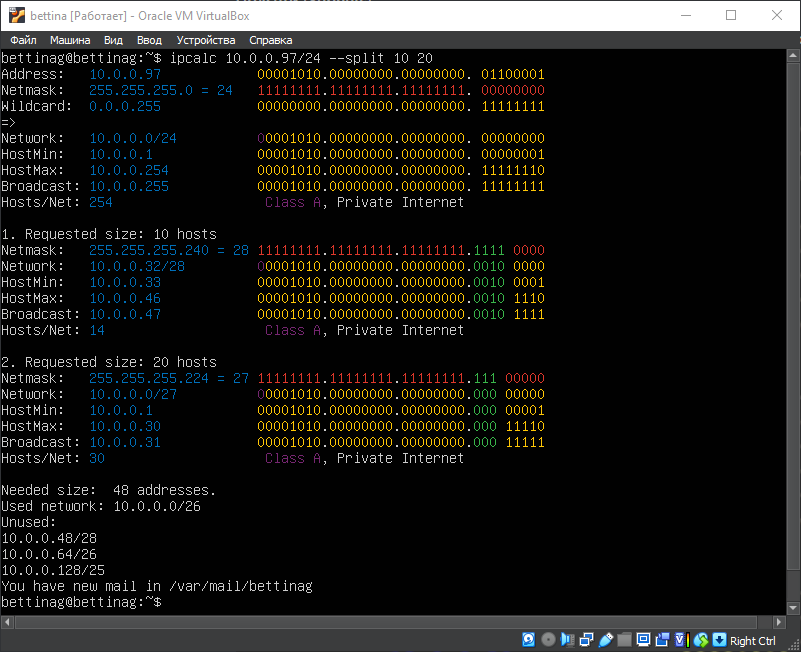 bettina [Работает] - Oracle VM VirtualBox
Файл Машина Вид Ввод Устройства Справка
bettinag@bettinag:~$ ipcalc 10.0.0.97/24 --split 10 20
Address:   10.0.0.97            00001010.00000000.00000000. 01100001
Netmask:   255.255.255.0 = 24   11111111.11111111.11111111. 00000000
Wildcard:  0.0.0.255            00000000.00000000.00000000. 11111111
=>
Network:   10.0.0.0/24          00001010.00000000.00000000. 00000000
HostMin:   10.0.0.1             00001010.00000000.00000000. 00000001
HostMax:   10.0.0.254           00001010.00000000.00000000. 11111110
Broadcast: 10.0.0.255           00001010.00000000.00000000. 11111111
Hosts/Net: 254                   Class A, Private Internet
1. Requested size: 10 hosts
Netmask:   255.255.255.240 = 28 11111111.11111111.11111111.1111 0000
Network:   10.0.0.32/28         00001010.00000000.00000000.0010 0000
HostMin:   10.0.0.33            00001010.00000000.00000000.0010 0001
HostMax:   10.0.0.46            00001010.00000000.00000000.0010 1110
Broadcast: 10.0.0.47            00001010.00000000.00000000.0010 1111
Hosts/Net: 14                    Class A, Private Internet
2. Requested size: 20 hosts
Netmask:   255.255.255.224 = 27 11111111.11111111.11111111.111 00000
Network:   10.0.0.0/27          00001010.00000000.00000000.000 00000
HostMin:   10.0.0.1             00001010.00000000.00000000.000 00001
HostMax:   10.0.0.30            00001010.00000000.00000000.000 11110
Broadcast: 10.0.0.31            00001010.00000000.00000000.000 11111
Hosts/Net: 30                    Class A, Private Internet
Needed size:  48 addresses.
Used network: 10.0.0.0/26
Unused:
10.0.0.48/28
10.0.0.64/26
10.0.0.128/25
You have new mail in /var/mail/bettinag
bettinag@bettinag:~$
Right Ctrl